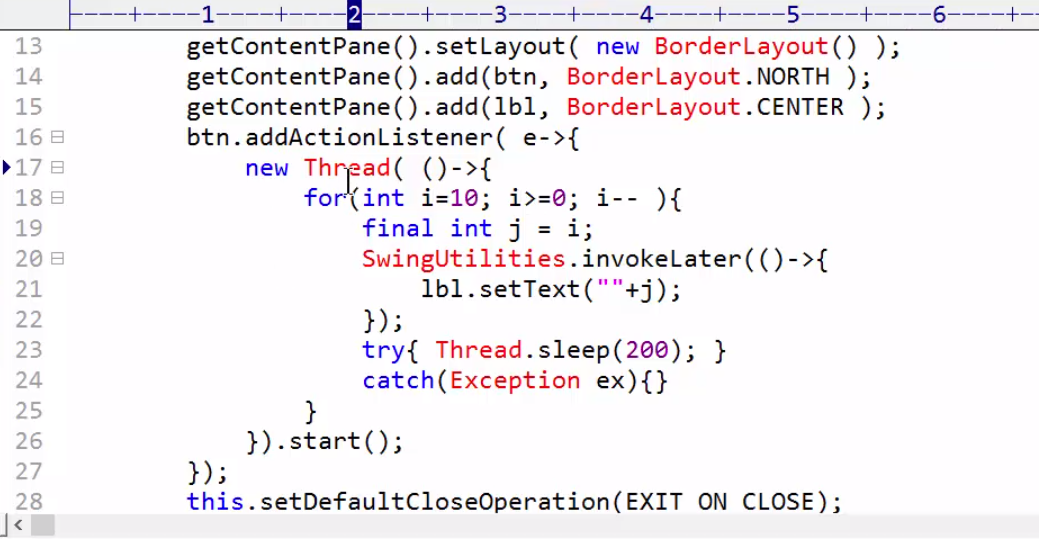 ----+----1----+----2----+----3----+----4----+----5----+----6----+--
13 getContentPane().setLayout( new BorderLayout() );
14 getContentPane().add(btn, BorderLayout.NORTH );
15 getContentPane().add(lbl, BorderLayout.CENTER );
16 btn.addActionListener( e->{
17 new Thread( ()->{
18 for(int i=10; i>=0; i-- ){
19 final int j = i;
20 SwingUtilities.invokeLater(()->{
21 lbl.setText(""+j);
22 });
23 try{ Thread.sleep(200); }
24 catch(Exception ex){}
25 }
26 }).start();
27 });
28 this.setDefaultCloseOperation(EXIT_ON_CLOSE);